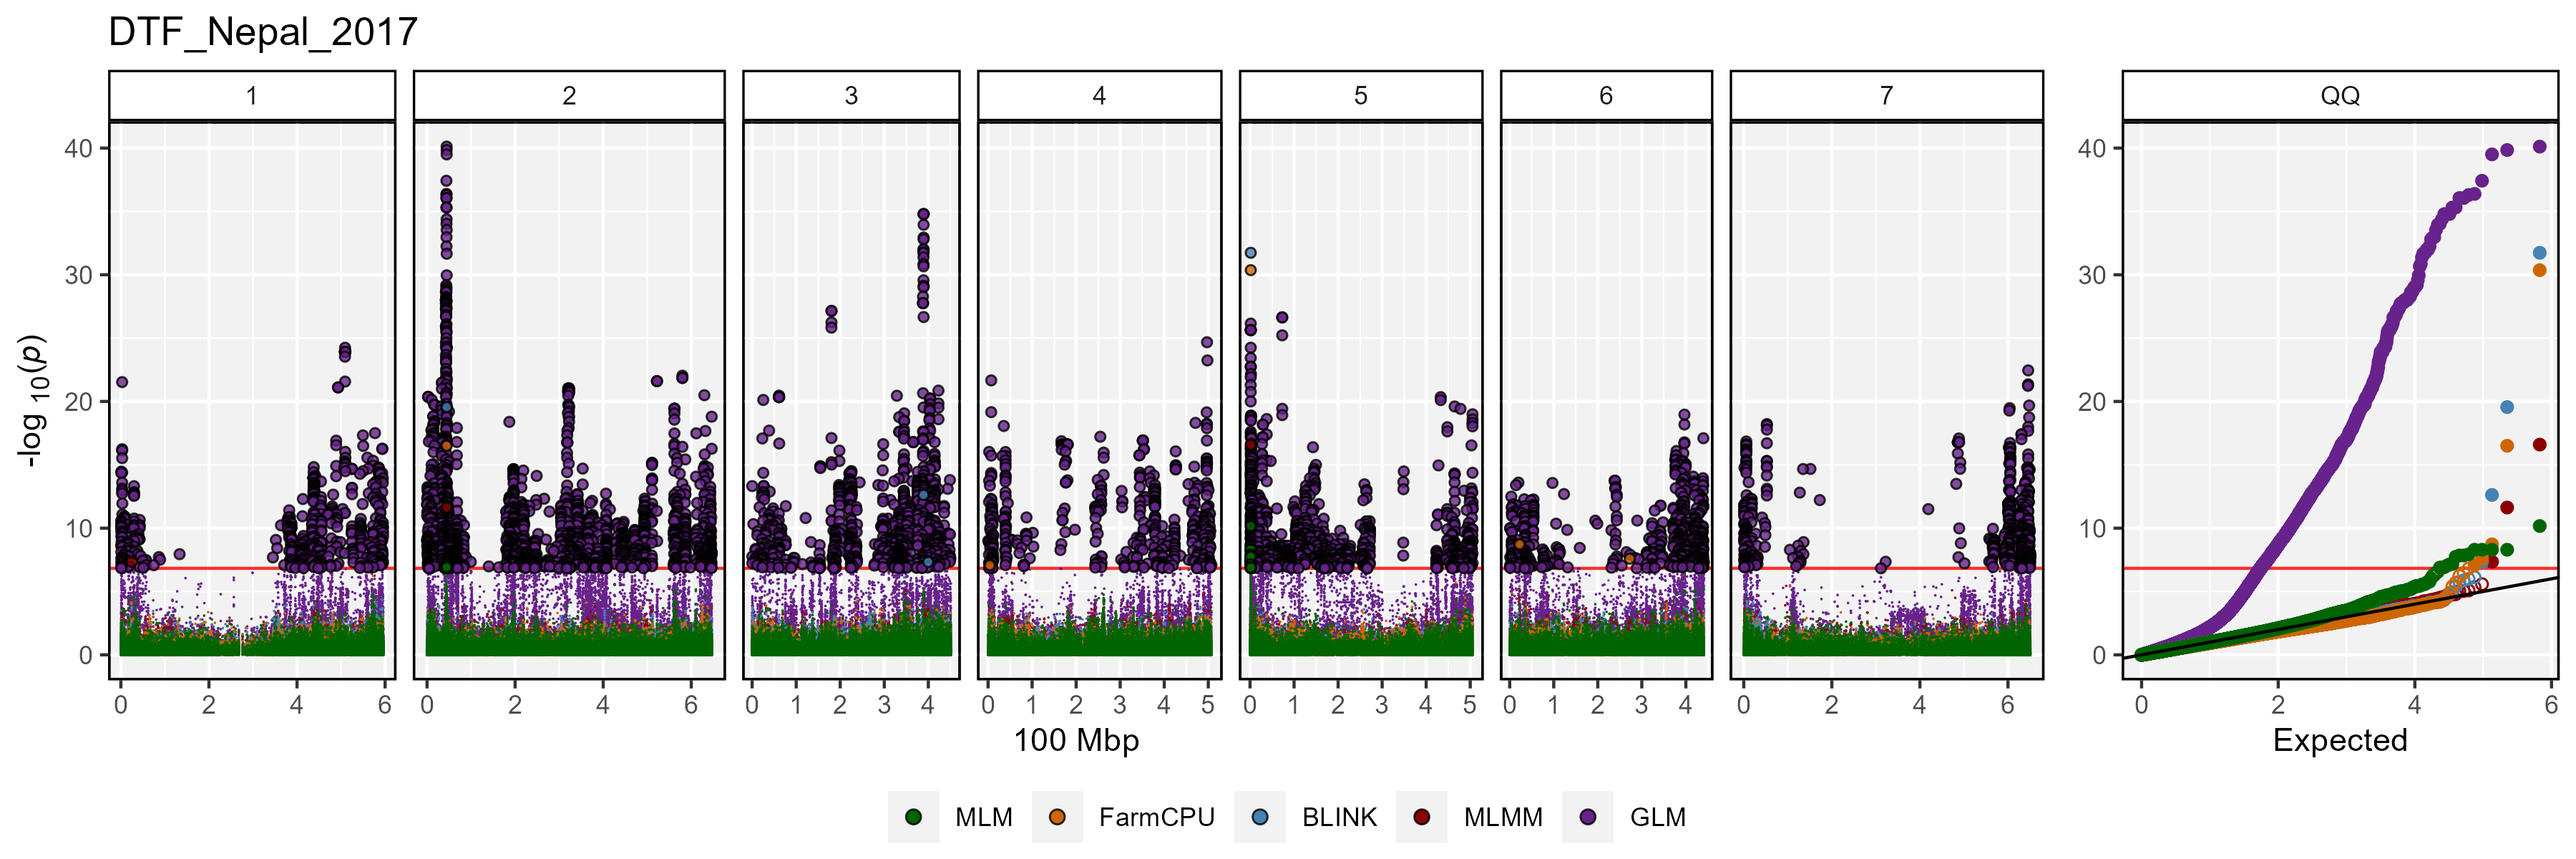 DTF_Nepal_2017
1 2 3 4 5 6 7 QQ
40 40
30 30
20 20
10 10
0 0
-log 10(p)
0 2 4 6 0 2 4 6 0 1 2 3 4 0 1 2 3 4 5 0 1 2 3 4 5 0 1 2 3 4 0 2 4 6 0 2 4 6
100 Mbp Expected
MLM FarmCPU BLINK MLMM GLM